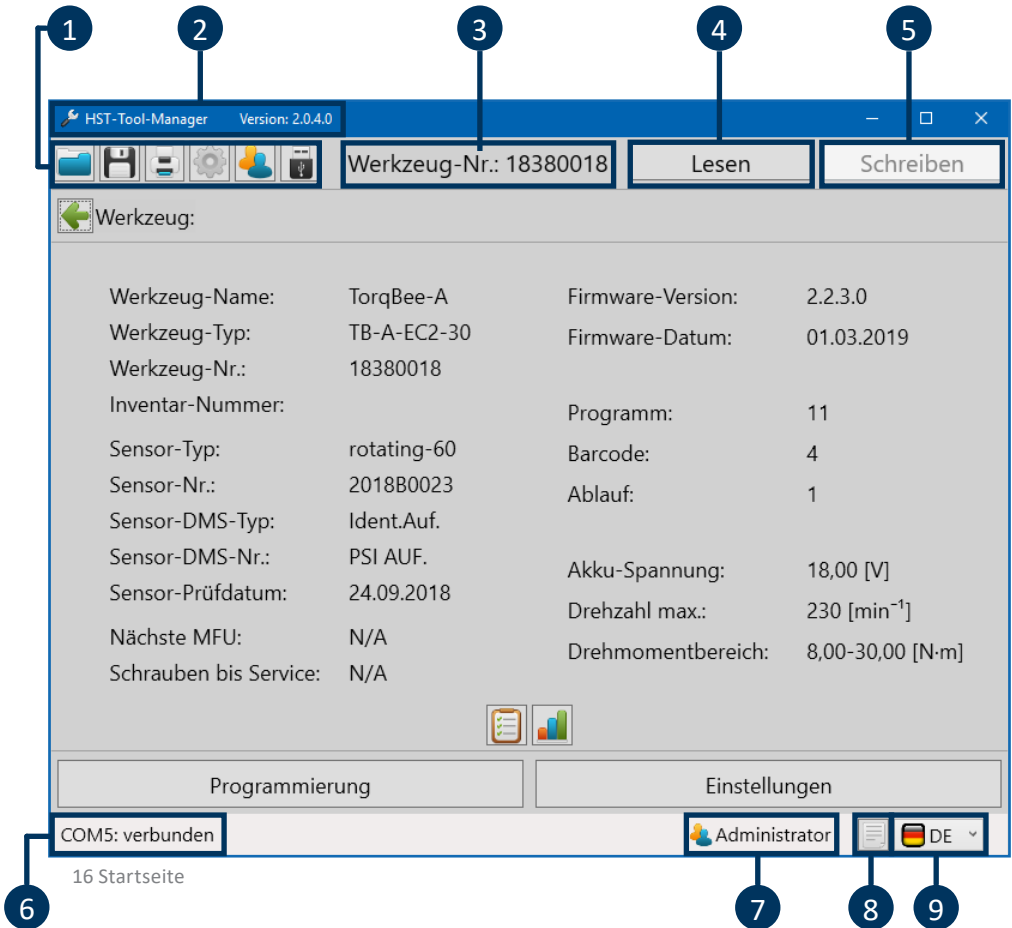 1 2 3 4 5
HST-Tool-Manager Version: 2.0.4.0
Werkzeug-Nr.: 18380018 Lesen Schreiben
Werkzeug:
Werkzeug-Name: TorqBee-A Firmware-Version: 2.2.3.0
Werkzeug-Typ: TB-A-EC2-30 Firmware-Datum: 01.03.2019
Werkzeug-Nr.: 18380018
Inventar-Nummer: Programm: 11
Sensor-Typ: rotating-60 Barcode: 4
Sensor-Nr.: 2018B0023 Ablauf: 1
Sensor-DMS-Typ: Ident.Auf.
Sensor-DMS-Nr.: PSI AUF. Akku-Spannung: 18,00 [V]
Sensor-Prüfdatum: 24.09.2018 Drehzahl max.: 230 [min⁻¹]
Nächste MFU: N/A Drehmomentbereich: 8,00-30,00 [N·m]
Schrauben bis Service: N/A
Programmierung Einstellungen
COM5: verbunden Administrator DE
16 Startseite
6 7 8 9